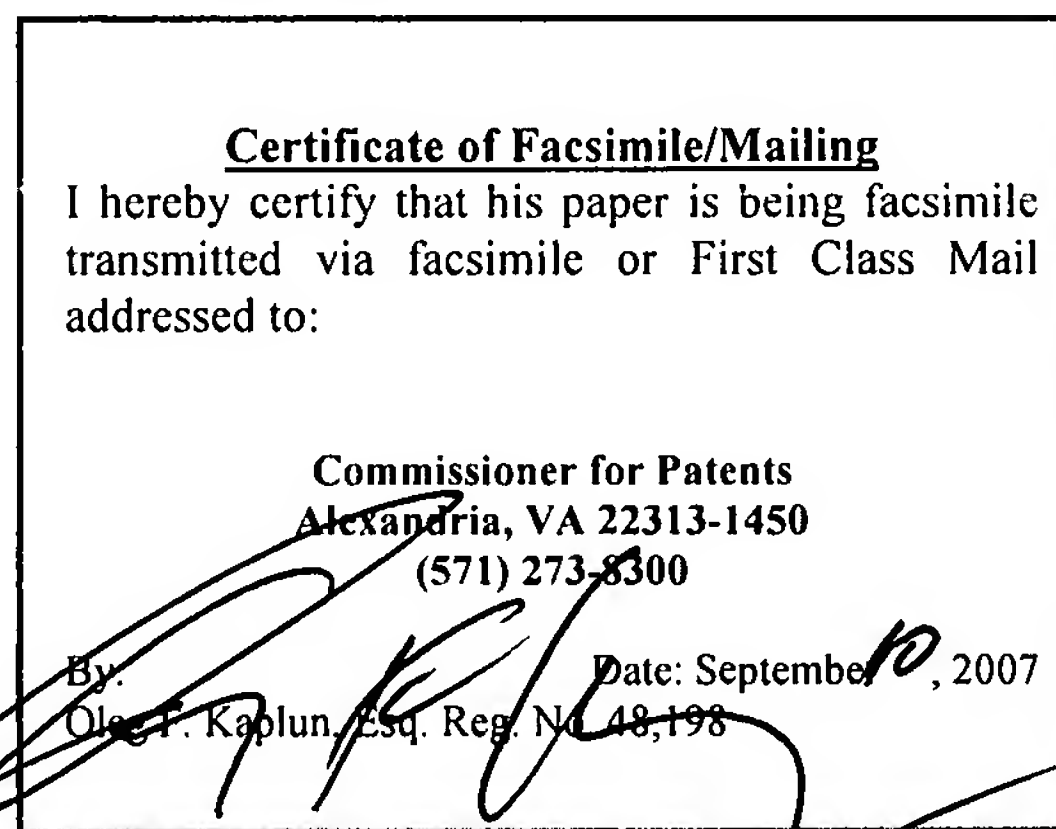 Certificate of Facsimile/Mailing
I hereby certify that his paper is being facsimile
transmitted via facsimile or First Class Mail
addressed to:
Commissioner for Patents
Alexandria, VA 22313-1450
(571) 273-8300
By: Date: September 10, 2007
Oleg F. Kaplun, Esq. Reg. No. 48,198